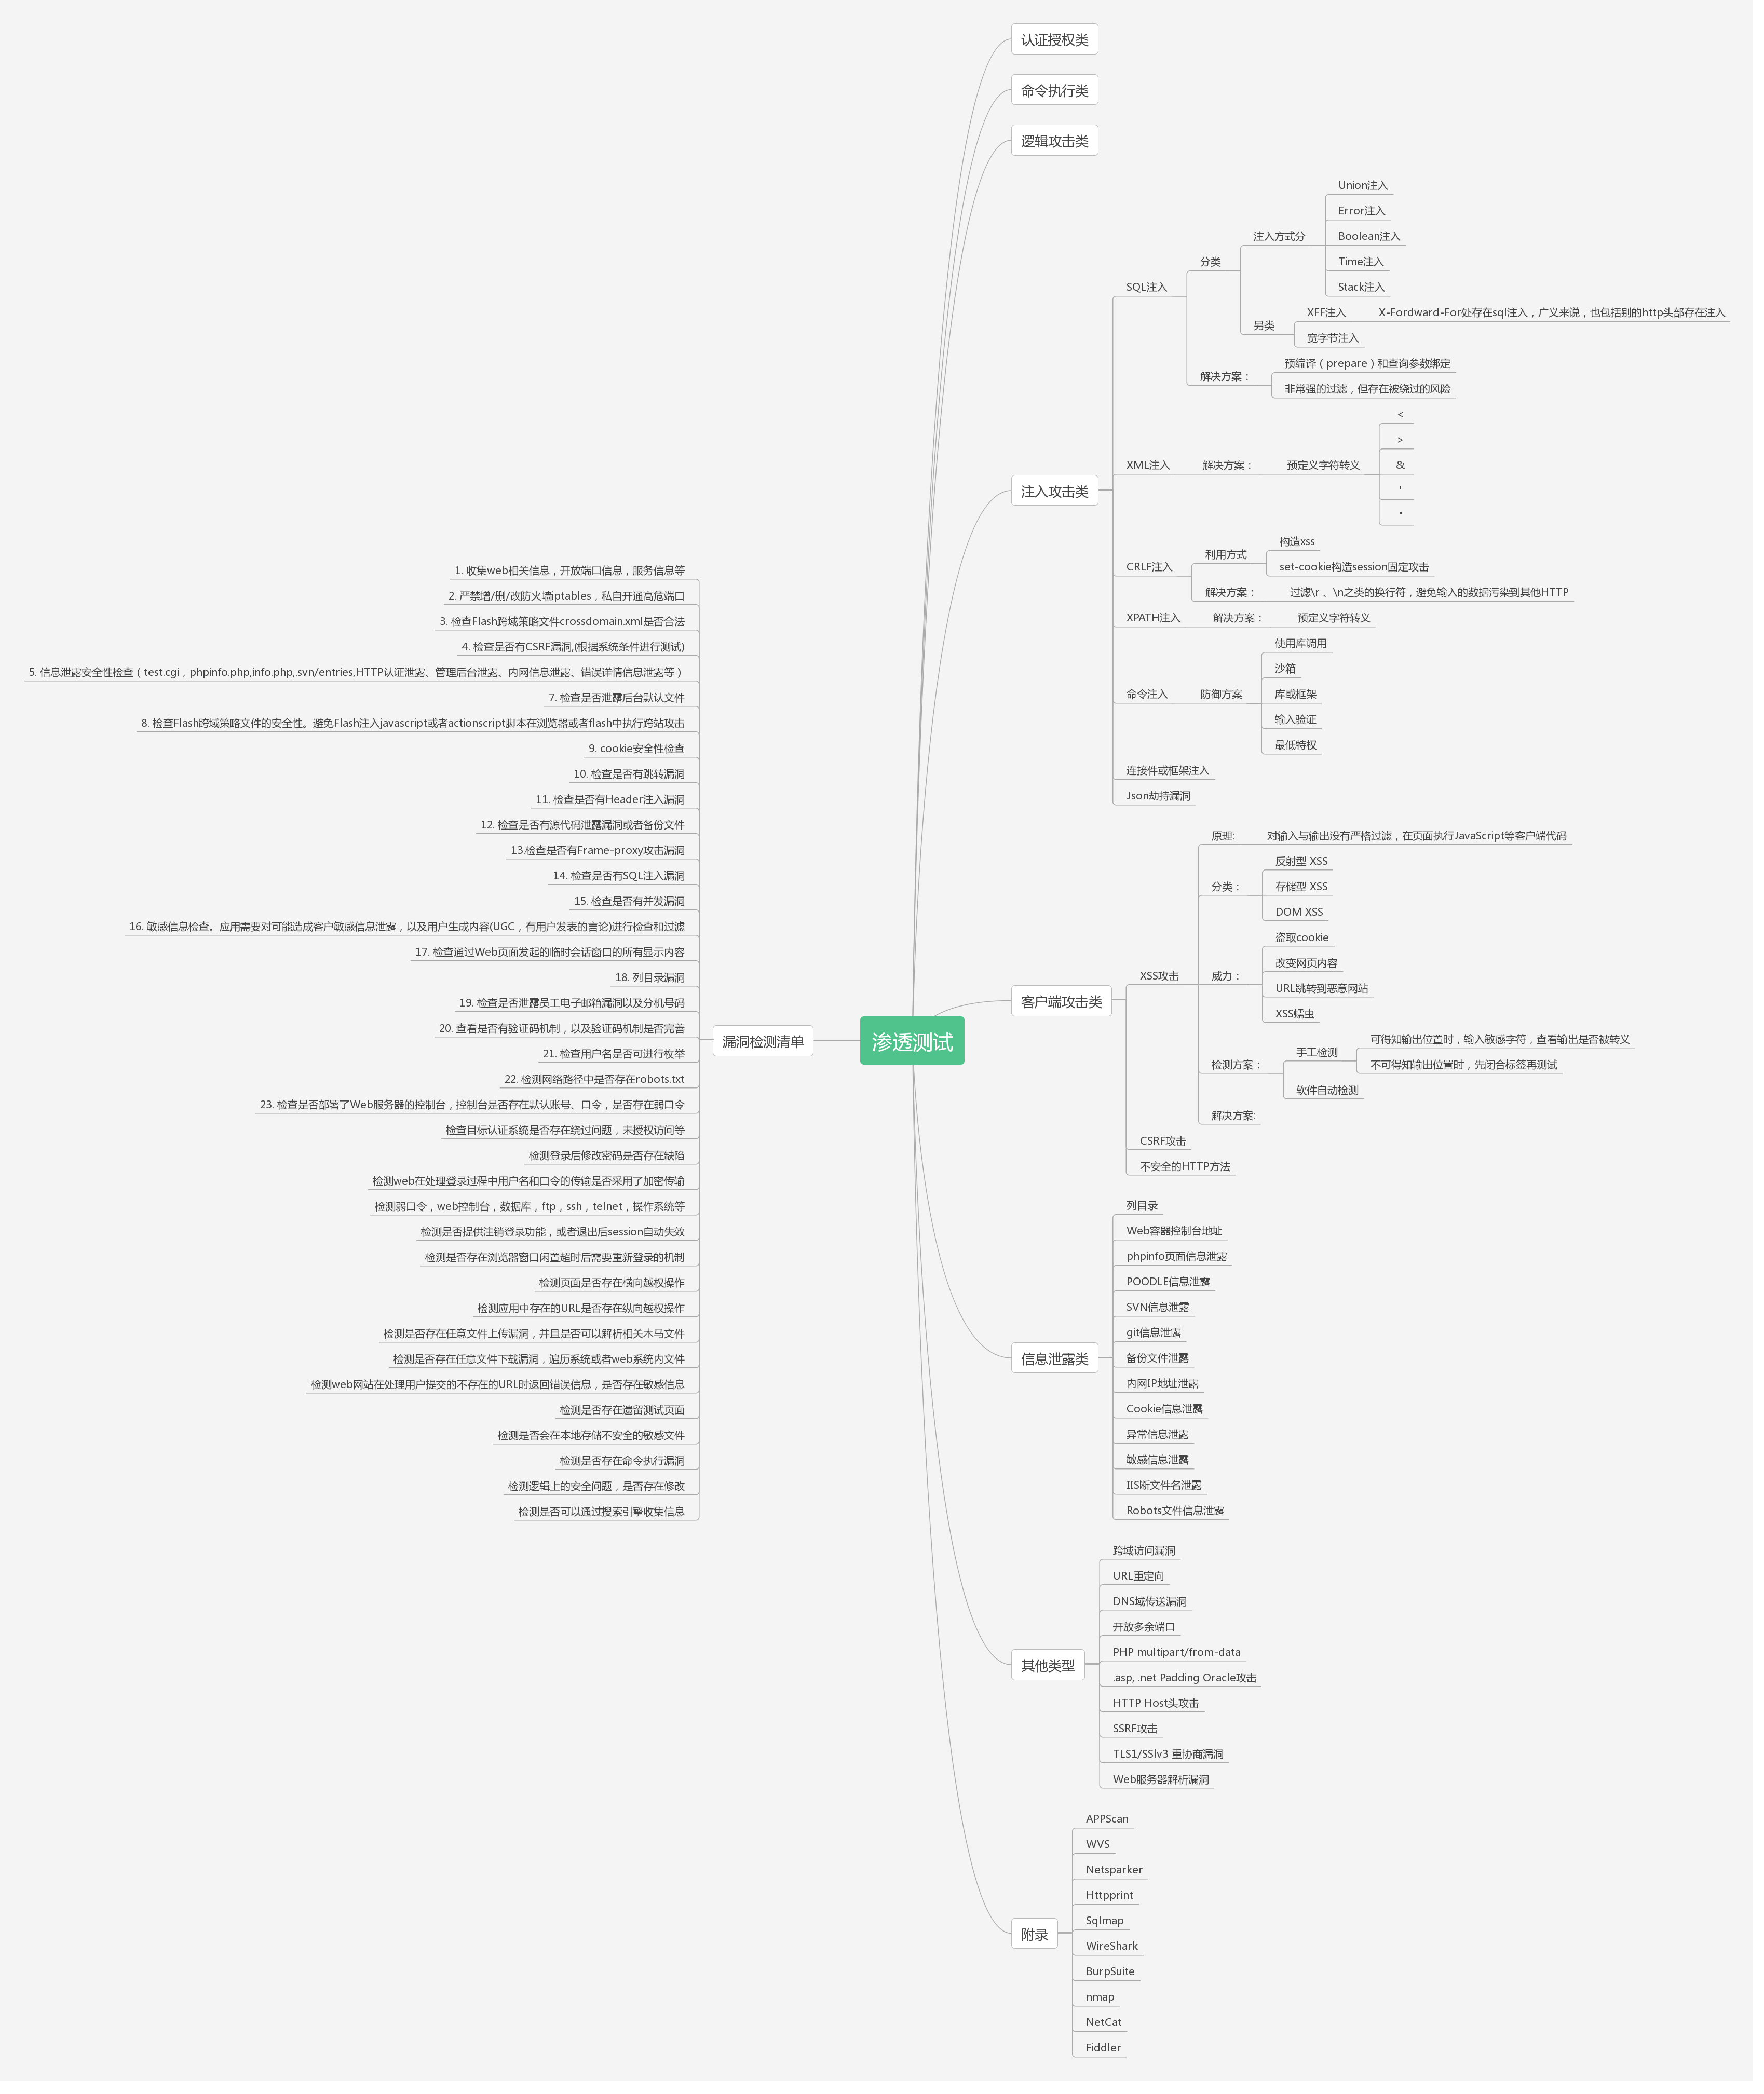 渗透测试
认证授权类
命令执行类
逻辑攻击类
注入攻击类
SQL注入
分类
注入方式分
Union注入
Error注入
Boolean注入
Time注入
Stack注入
另类
XFF注入
X-Fordward-For处存在sql注入，广义来说，也包括别的http头部存在注入
宽字节注入
解决方案：
预编译（prepare）和查询参数绑定
非常强的过滤，但存在被绕过的风险
XML注入
解决方案：
预定义字符转义
<
>
&
'
"
CRLF注入
利用方式
构造xss
set-cookie构造session固定攻击
解决方案：
过滤\r 、\n之类的换行符，避免输入的数据污染到其他HTTP
XPATH注入
解决方案：
预定义字符转义
命令注入
防御方案
使用库调用
沙箱
库或框架
输入验证
最低特权
连接件或框架注入
Json劫持漏洞
客户端攻击类
XSS攻击
原理:
对输入与输出没有严格过滤，在页面执行JavaScript等客户端代码
分类：
反射型 XSS
存储型 XSS
DOM XSS
威力：
盗取cookie
改变网页内容
URL跳转到恶意网站
XSS蠕虫
检测方案：
手工检测
可得知输出位置时，输入敏感字符，查看输出是否被转义
不可得知输出位置时，先闭合标签再测试
软件自动检测
解决方案:
CSRF攻击
不安全的HTTP方法
信息泄露类
列目录
Web容器控制台地址
phpinfo页面信息泄露
POODLE信息泄露
SVN信息泄露
git信息泄露
备份文件泄露
内网IP地址泄露
Cookie信息泄露
异常信息泄露
敏感信息泄露
IIS断文件名泄露
Robots文件信息泄露
其他类型
跨域访问漏洞
URL重定向
DNS域传送漏洞
开放多余端口
PHP multipart/from-data
.asp, .net Padding Oracle攻击
HTTP Host头攻击
SSRF攻击
TLS1/SSlv3 重协商漏洞
Web服务器解析漏洞
附录
APPScan
WVS
Netsparker
Httpprint
Sqlmap
WireShark
BurpSuite
nmap
NetCat
Fiddler
漏洞检测清单
1. 收集web相关信息，开放端口信息，服务信息等
2. 严禁增/删/改防火墙iptables，私自开通高危端口
3. 检查Flash跨域策略文件crossdomain.xml是否合法
4. 检查是否有CSRF漏洞,(根据系统条件进行测试)
5. 信息泄露安全性检查（test.cgi，phpinfo.php,info.php,.svn/entries,HTTP认证泄露、管理后台泄露、内网信息泄露、错误详情信息泄露等）
7. 检查是否泄露后台默认文件
8. 检查Flash跨域策略文件的安全性。避免Flash注入javascript或者actionscript脚本在浏览器或者flash中执行跨站攻击
9. cookie安全性检查
10. 检查是否有跳转漏洞
11. 检查是否有Header注入漏洞
12. 检查是否有源代码泄露漏洞或者备份文件
13.检查是否有Frame-proxy攻击漏洞
14. 检查是否有SQL注入漏洞
15. 检查是否有并发漏洞
16. 敏感信息检查。应用需要对可能造成客户敏感信息泄露，以及用户生成内容(UGC，有用户发表的言论)进行检查和过滤
17. 检查通过Web页面发起的临时会话窗口的所有显示内容
18. 列目录漏洞
19. 检查是否泄露员工电子邮箱漏洞以及分机号码
20. 查看是否有验证码机制，以及验证码机制是否完善
21. 检查用户名是否可进行枚举
22. 检测网络路径中是否存在robots.txt
23. 检查是否部署了Web服务器的控制台，控制台是否存在默认账号、口令，是否存在弱口令
检查目标认证系统是否存在绕过问题，未授权访问等
检测登录后修改密码是否存在缺陷
检测web在处理登录过程中用户名和口令的传输是否采用了加密传输
检测弱口令，web控制台，数据库，ftp，ssh，telnet，操作系统等
检测是否提供注销登录功能，或者退出后session自动失效
检测是否存在浏览器窗口闲置超时后需要重新登录的机制
检测页面是否存在横向越权操作
检测应用中存在的URL是否存在纵向越权操作
检测是否存在任意文件上传漏洞，并且是否可以解析相关木马文件
检测是否存在任意文件下载漏洞，遍历系统或者web系统内文件
检测web网站在处理用户提交的不存在的URL时返回错误信息，是否存在敏感信息
检测是否存在遗留测试页面
检测是否会在本地存储不安全的敏感文件
检测是否存在命令执行漏洞
检测逻辑上的安全问题，是否存在修改
检测是否可以通过搜索引擎收集信息